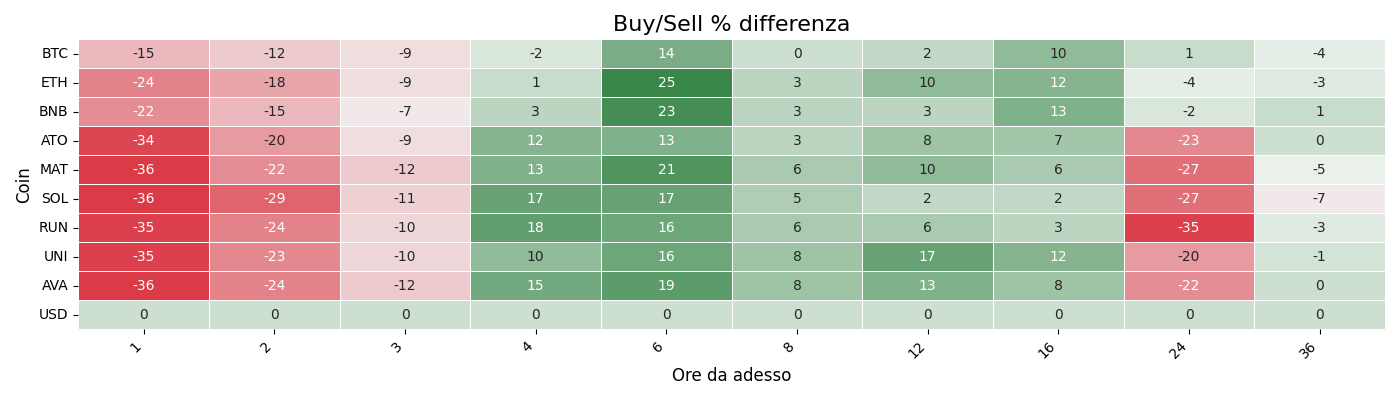 Buy/Sell % differenza
Coin
BTC -15 -12 -9 -2 14 0 2 10 1 -4
ETH -24 -18 -9 1 25 3 10 12 -4 -3
BNB -22 -15 -7 3 23 3 3 13 -2 1
ATO -34 -20 -9 12 13 3 8 7 -23 0
MAT -36 -22 -12 13 21 6 10 6 -27 -5
SOL -36 -29 -11 17 17 5 2 2 -27 -7
RUN -35 -24 -10 18 16 6 6 3 -35 -3
UNI -35 -23 -10 10 16 8 17 12 -20 -1
AVA -36 -24 -12 15 19 8 13 8 -22 0
USD 0 0 0 0 0 0 0 0 0 0
1 2 3 4 6 8 12 16 24 36
Ore da adesso